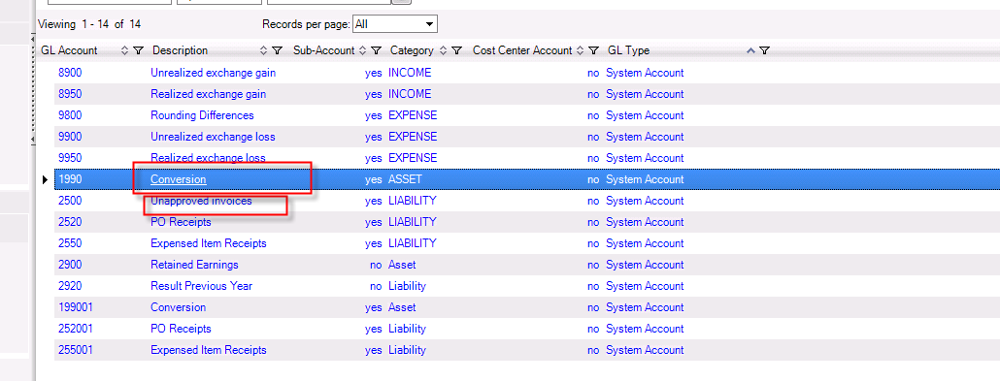 Viewing 1 - 14 of 14 Records per page: All
GL Account Description Sub-Account Category Cost Center Account GL Type
8900 Unrealized exchange gain yes INCOME no System Account
8950 Realized exchange gain yes INCOME no System Account
9800 Rounding Differences yes EXPENSE no System Account
9900 Unrealized exchange loss yes EXPENSE no System Account
9950 Realized exchange loss yes EXPENSE no System Account
1990 Conversion yes ASSET no System Account
2500 Unapproved invoices yes LIABILITY no System Account
2520 PO Receipts yes LIABILITY no System Account
2550 Expensed Item Receipts yes LIABILITY no System Account
2900 Retained Earnings no Asset no System Account
2920 Result Previous Year no Liability no System Account
199001 Conversion yes Asset no System Account
252001 PO Receipts yes Liability no System Account
255001 Expensed Item Receipts yes Liability no System Account